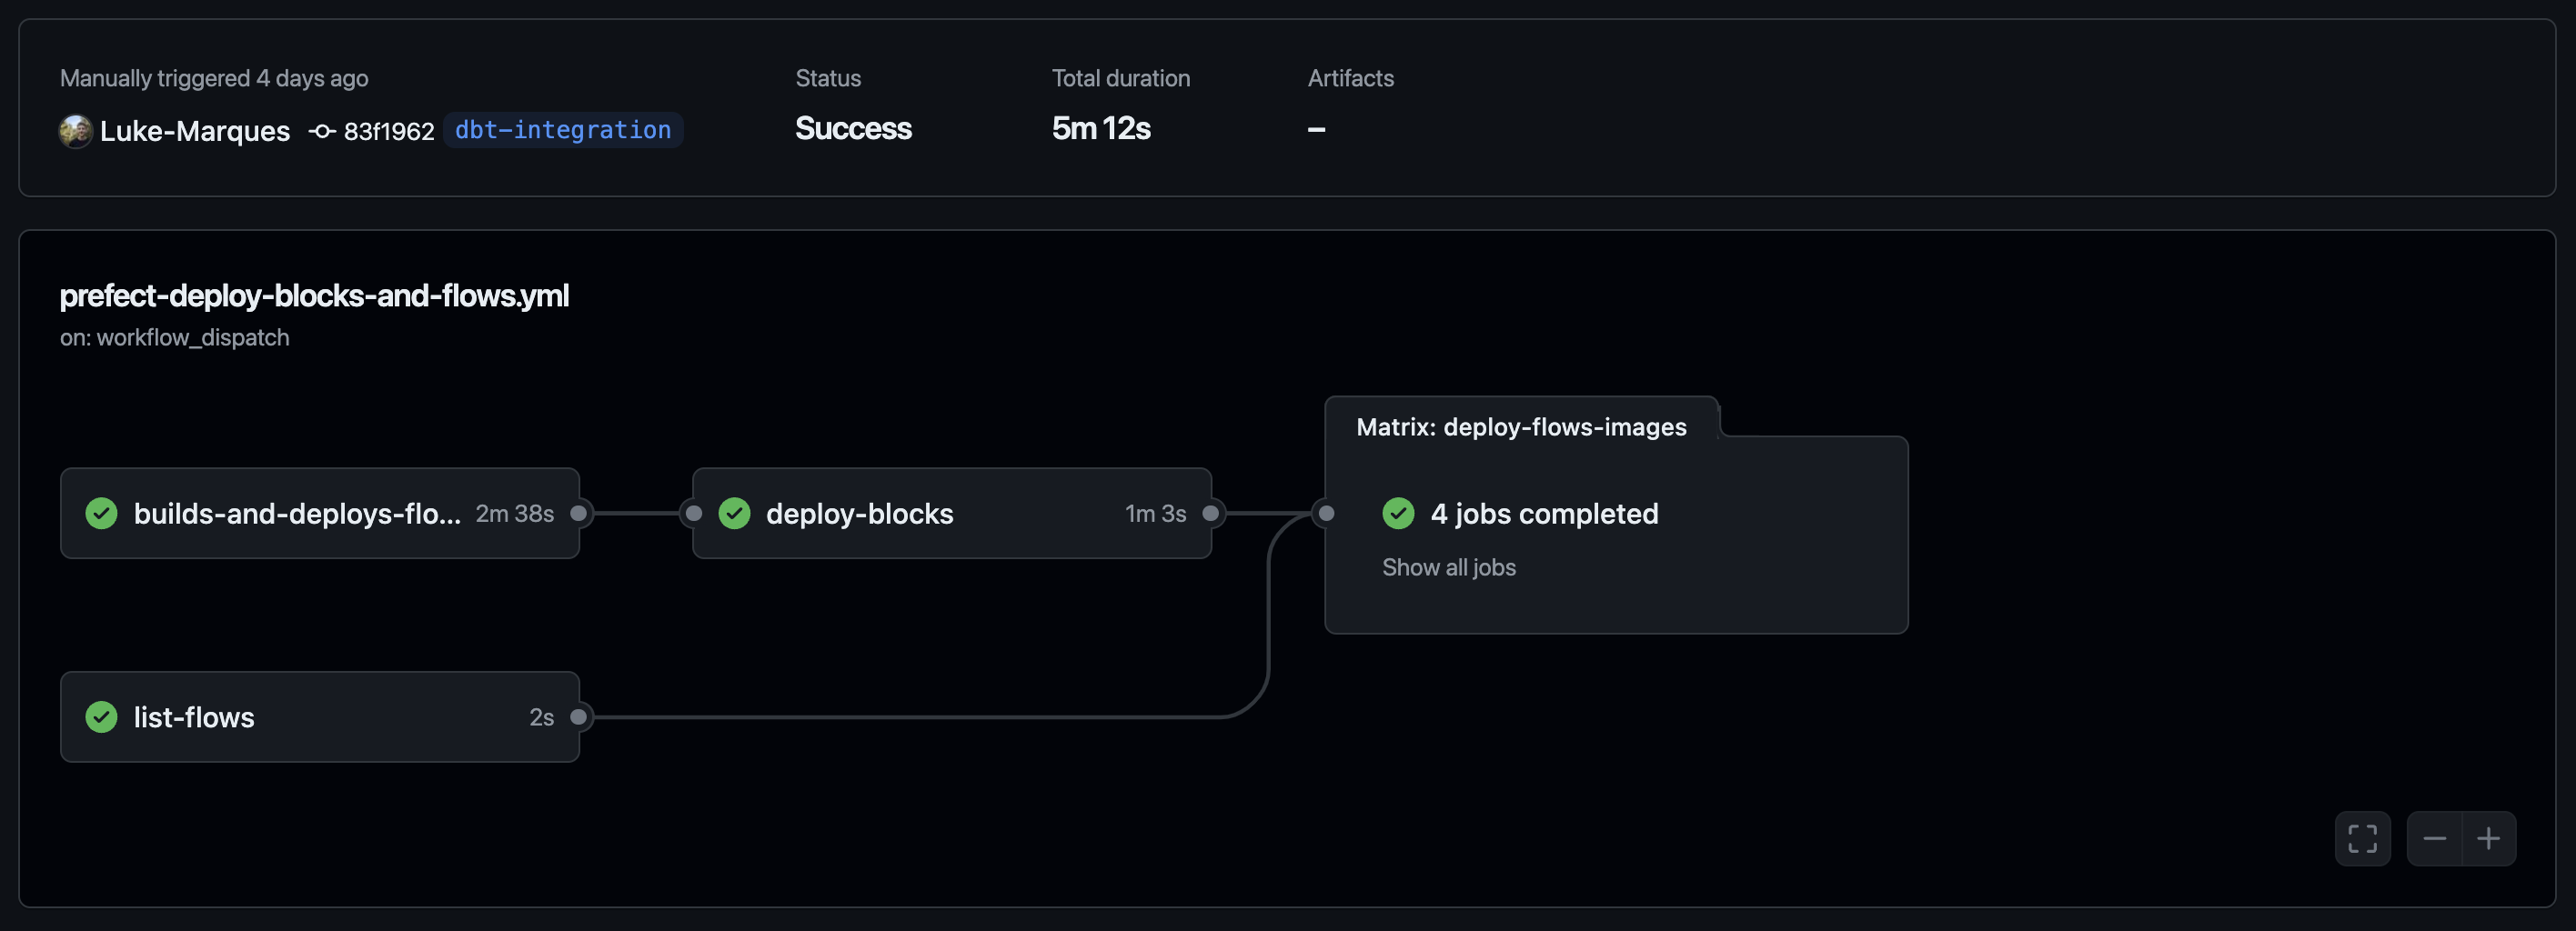 Manually triggered 4 days ago
Luke-Marques 83f1962 dbt-integration
Status
Success
Total duration
5m 12s
Artifacts
–
prefect-deploy-blocks-and-flows.yml
on: workflow_dispatch
builds-and-deploys-flo... 2m 38s
deploy-blocks 1m 3s
Matrix: deploy-flows-images
4 jobs completed
Show all jobs
list-flows 2s